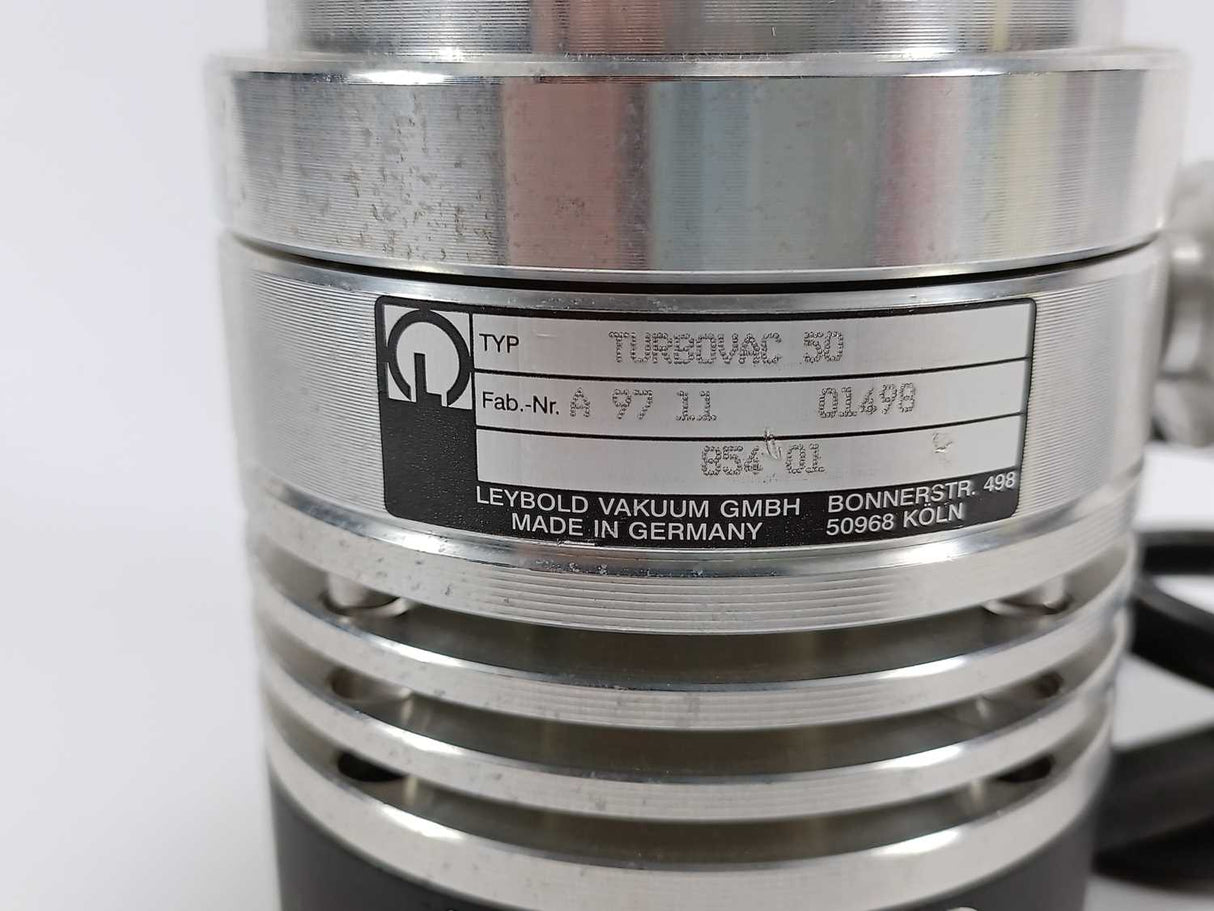 TYP TURBOVAC 50
Fab.-Nr. A 97 11 01498
854 01
LEYBOLD VAKUUM GMBH BONNERSTR. 498
MADE IN GERMANY 50968 KÖLN